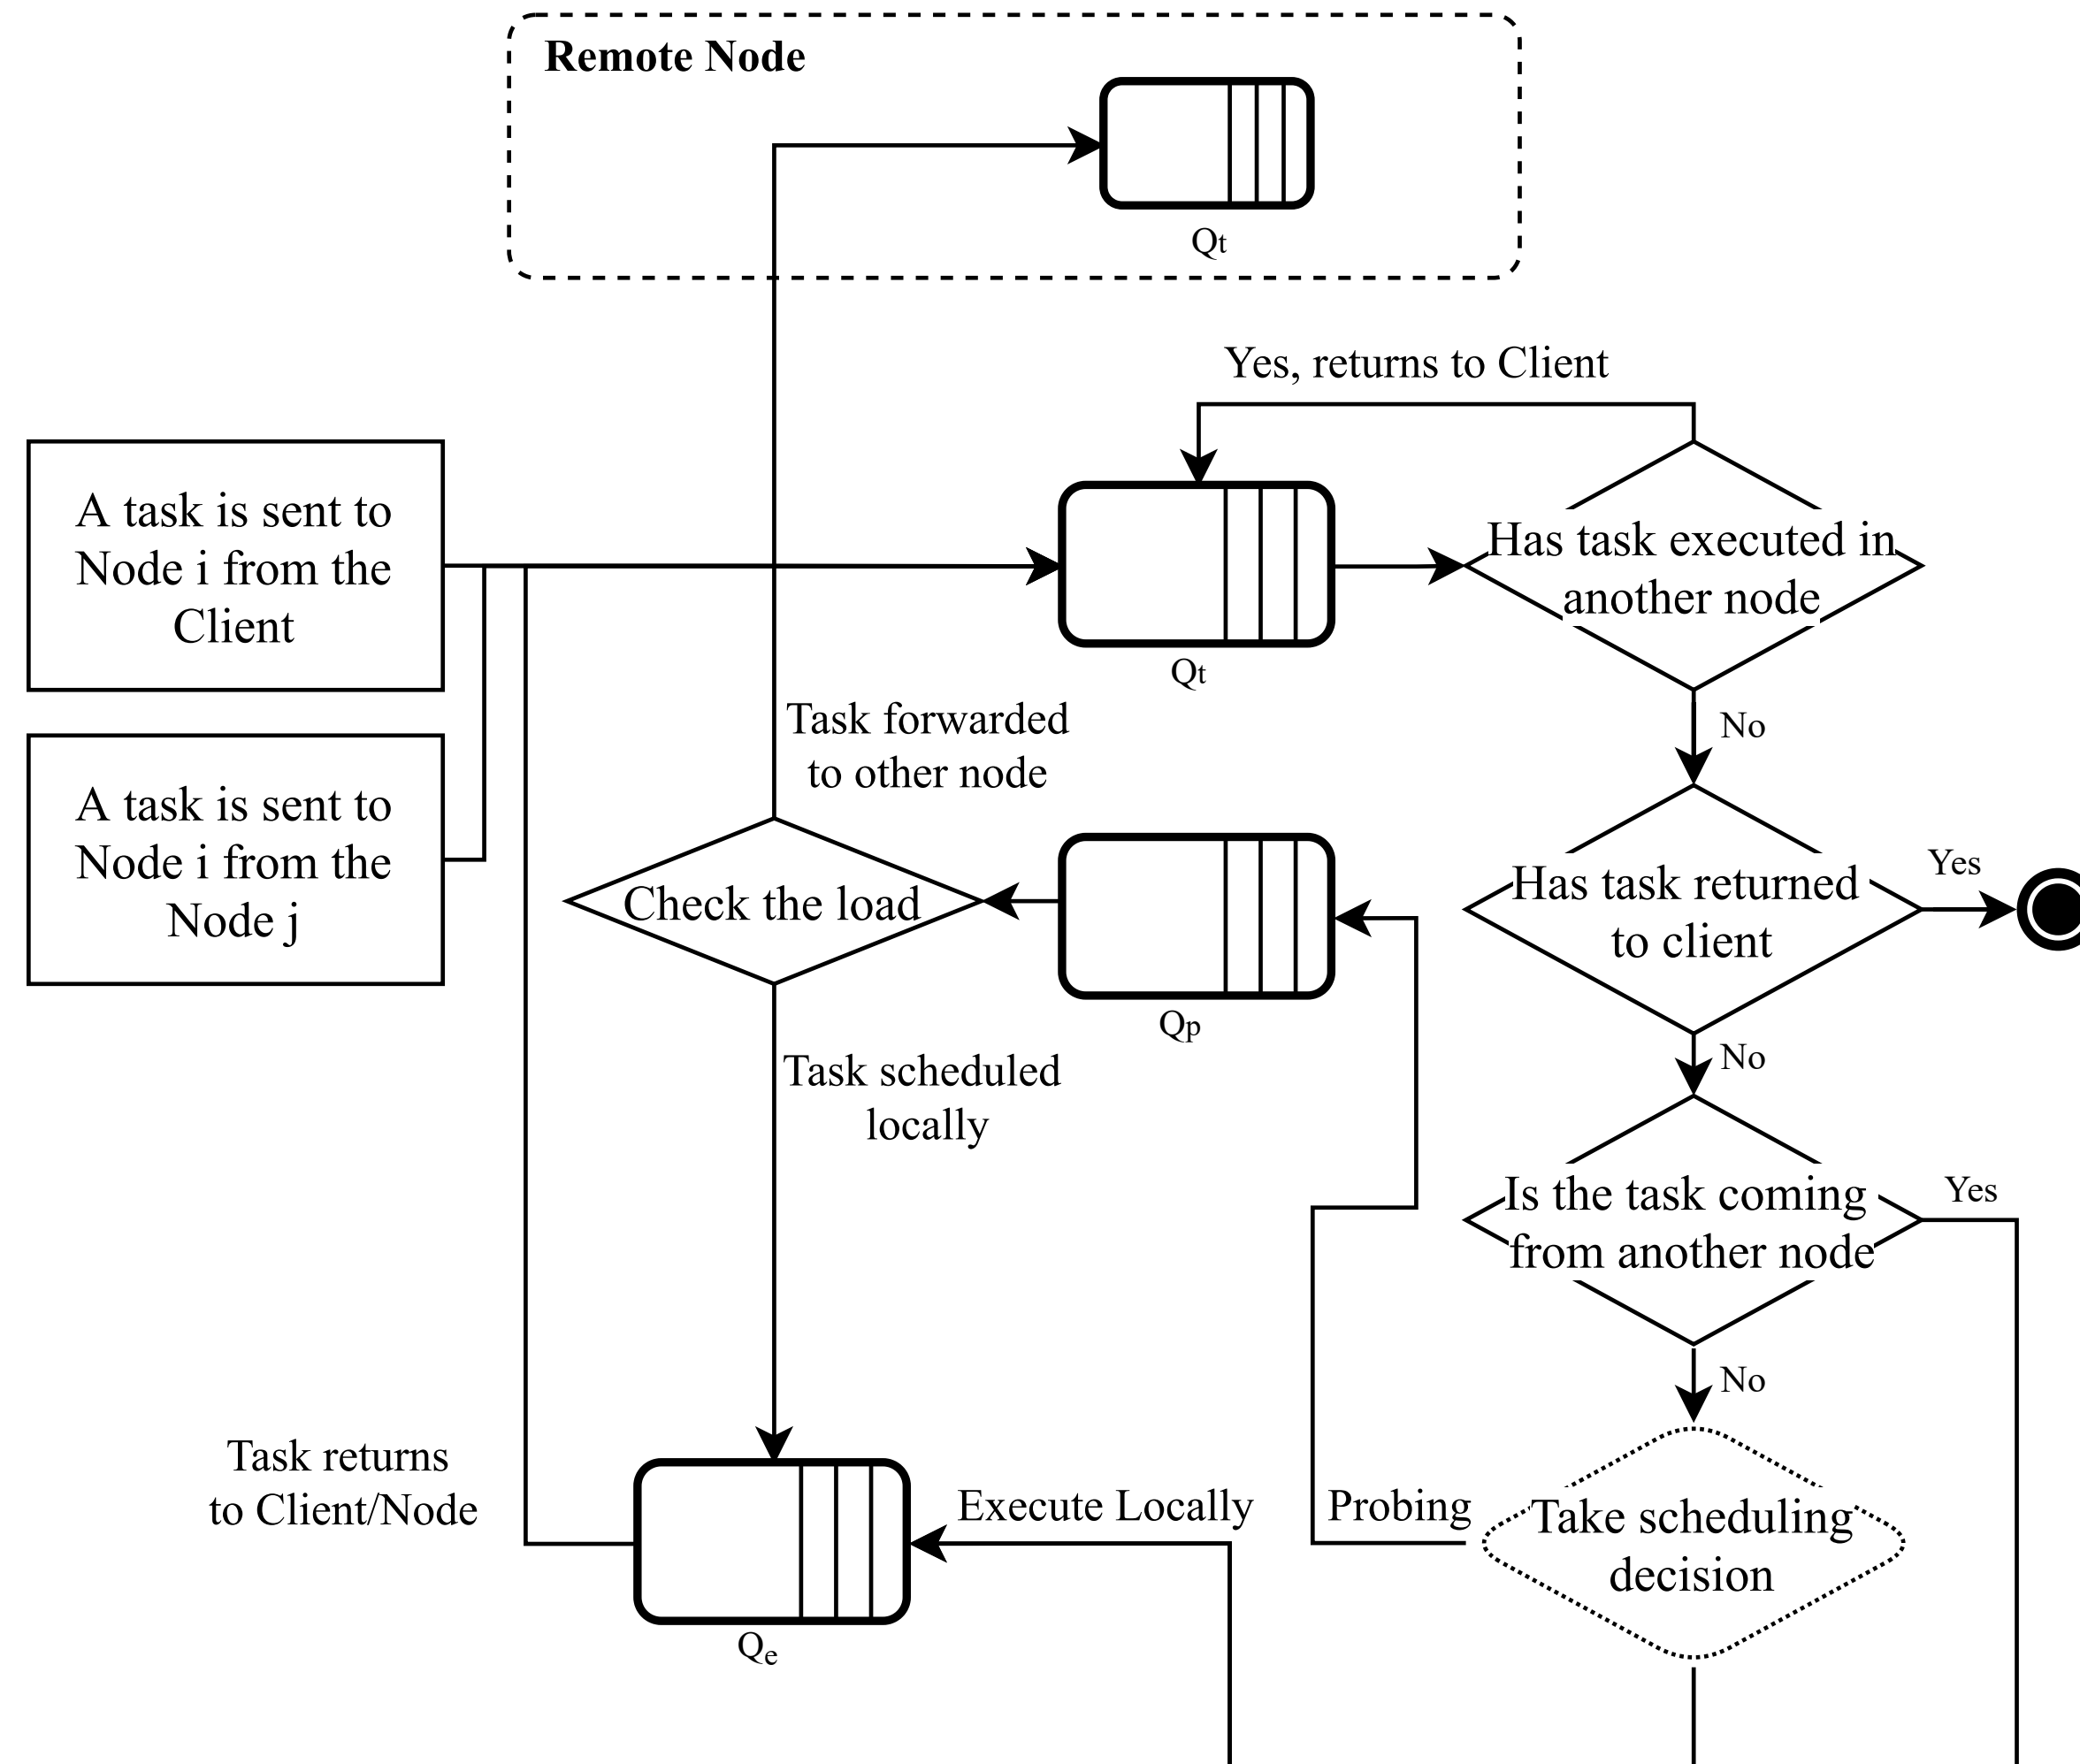 Remote Node
Qt
Yes, returns to Client
A task is sent to
Node i from the
Client
Has task executed in
another node
Qt
Task forwarded
to other node
No
A task is sent to
Node i from the
Node j
Check the load
Qp
Has task returned
to client
Yes
Task scheduled
locally
No
Is the task coming
from another node
Yes
No
Task returns
to Client/Node
Execute Locally
Probing
Take scheduling
decision
Qe